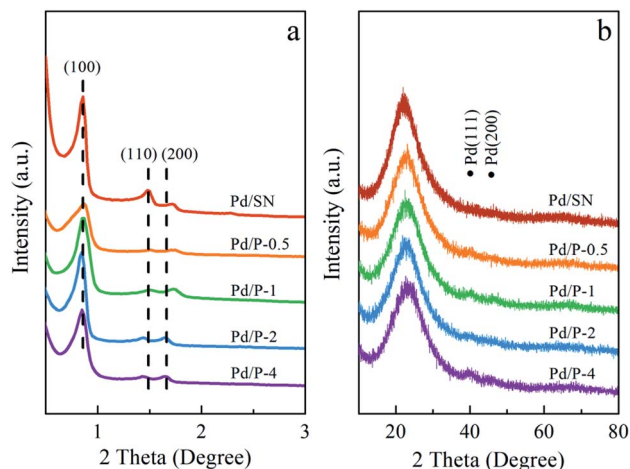 a
(100)
(110) (200)
Pd/SN
Pd/P-0.5
Pd/P-1
Pd/P-2
Pd/P-4
Intensity (a.u.)
1 2 3
2 Theta (Degree)
b
Pd(111)
Pd(200)
Pd/SN
Pd/P-0.5
Pd/P-1
Pd/P-2
Pd/P-4
Intensity (a.u.)
20 40 60 80
2 Theta (Degree)